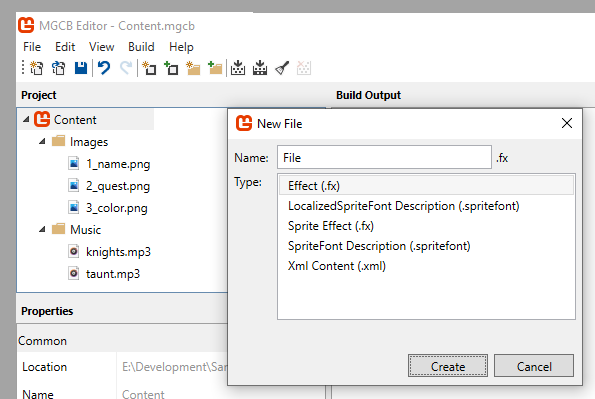 MGCB Editor - Content.mgcb
File Edit View Build Help
Project
Build Output
Content
Images
1_name.png
2_quest.png
3_color.png
Music
knights.mp3
taunt.mp3
Properties
Common
Location E:\Development\Sar
Name Content
New File
Name: File .fx
Type:
Effect (.fx)
LocalizedSpriteFont Description (.spritefont)
Sprite Effect (.fx)
SpriteFont Description (.spritefont)
Xml Content (.xml)
Create Cancel